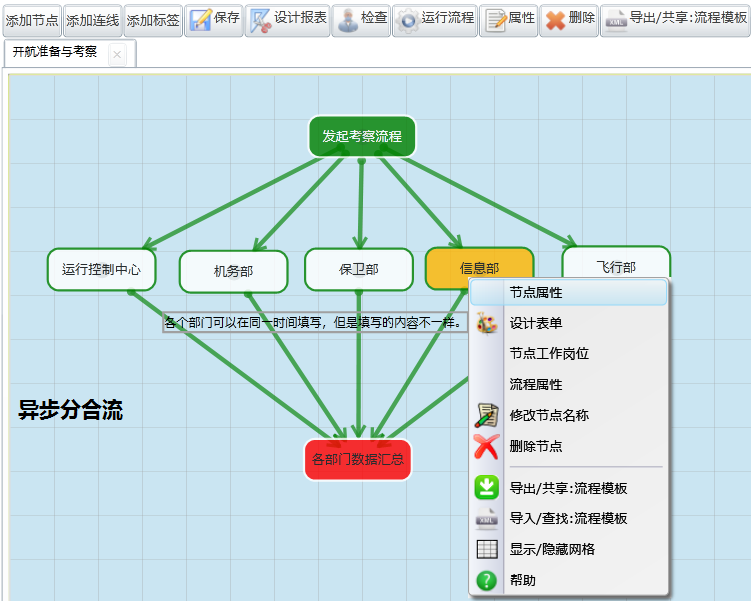 添加节点 添加连线 添加标签 保存 设计报表 检查 运行流程 属性 删除 导出/共享:流程模板
开航准备与考察
发起考察流程
运行控制中心 机务部 保卫部 信息部 飞行部
各个部门可以在同一时间填写，但是填写的内容不一样。
异步分合流
各部门数据汇总
节点属性
设计表单
节点工作岗位
流程属性
修改节点名称
删除节点
导出/共享:流程模板
导入/查找:流程模板
显示/隐藏网格
帮助